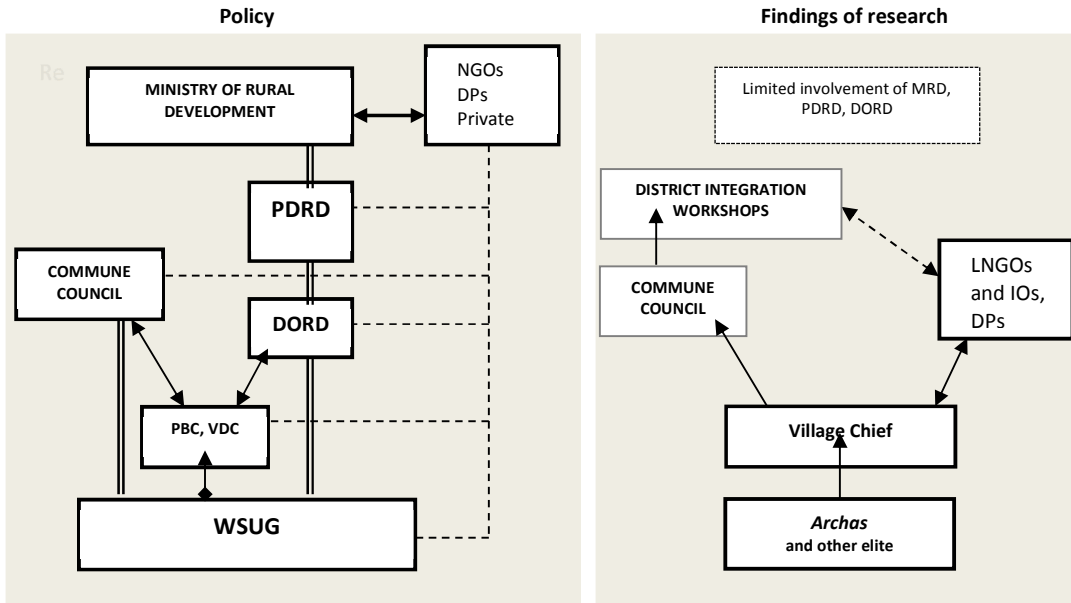 Policy
Re
MINISTRY OF RURAL
DEVELOPMENT
NGOs
DPs
Private
PDRD
COMMUNE
COUNCIL
DORD
PBC, VDC
WSUG
Findings of research
Limited involvement of MRD,
PDRD, DORD
DISTRICT INTEGRATION
WORKSHOPS
COMMUNE
COUNCIL
LNGOs
and IOs,
DPs
Village Chief
Archas
and other elite